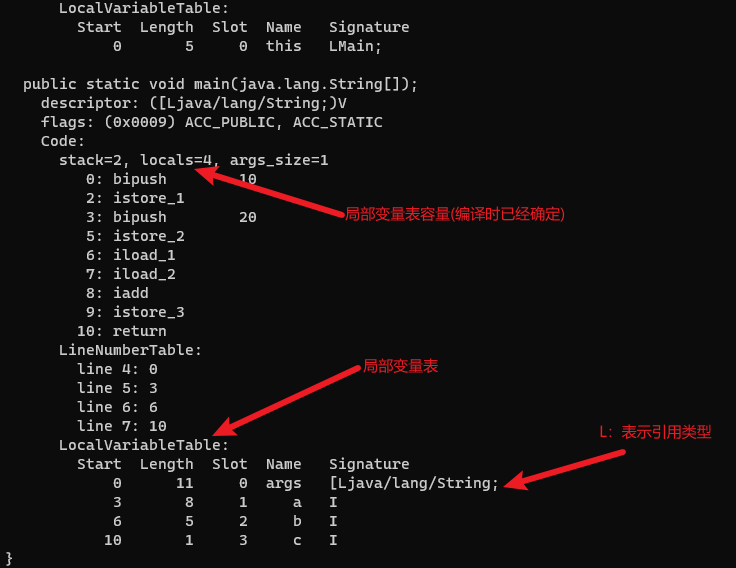 LocalVariableTable:
Start  Length  Slot  Name   Signature
0       5     0  this   LMain;
public static void main(java.lang.String[]);
descriptor: ([Ljava/lang/String;)V
flags: (0x0009) ACC_PUBLIC, ACC_STATIC
Code:
stack=2, locals=4, args_size=1
0: bipush        10
2: istore_1
局部变量表容量(编译时已经确定)
3: bipush        20
5: istore_2
6: iload_1
7: iload_2
8: iadd
9: istore_3
10: return
LineNumberTable:
局部变量表
line 4: 0
line 5: 3
line 6: 6
line 7: 10
L：表示引用类型
LocalVariableTable:
Start  Length  Slot  Name   Signature
0      11     0  args   [Ljava/lang/String;
3       8     1     a   I
6       5     2     b   I
10       1     3     c   I
}